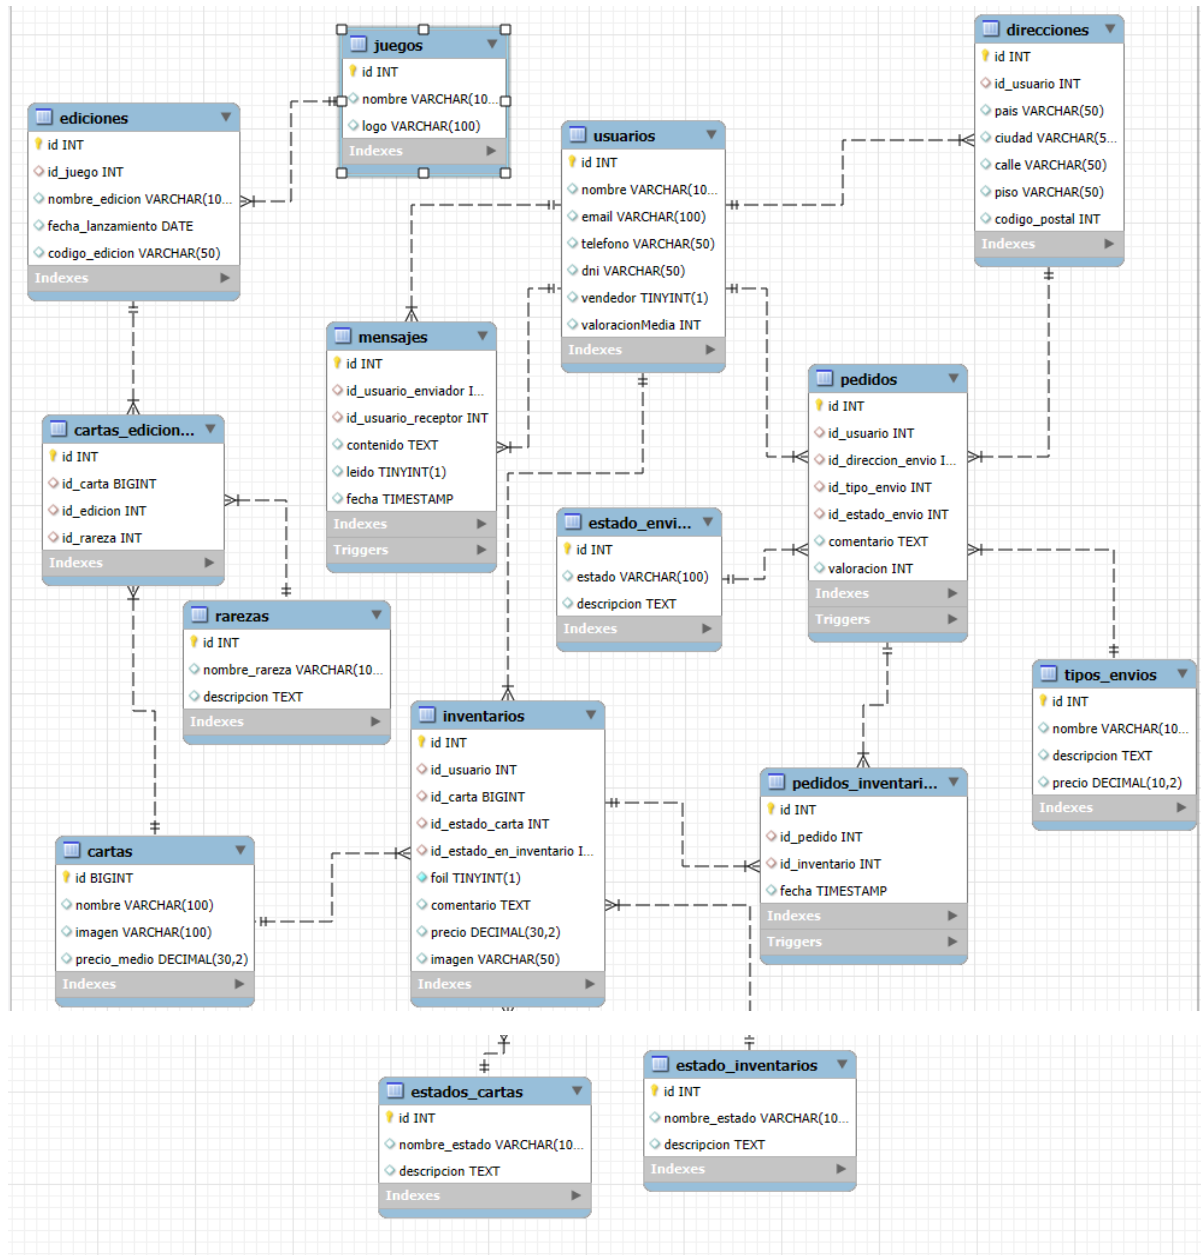 juegos
id INT
nombre VARCHAR(10...
logo VARCHAR(100)
Indexes
direcciones
id INT
id_usuario INT
pais VARCHAR(50)
ciudad VARCHAR(5...
calle VARCHAR(50)
piso VARCHAR(50)
codigo_postal INT
Indexes
ediciones
id INT
id_juego INT
nombre_edicion VARCHAR(10...
fecha_lanzamiento DATE
codigo_edicion VARCHAR(50)
Indexes
usuarios
id INT
nombre VARCHAR(10...
email VARCHAR(100)
telefono VARCHAR(50)
dni VARCHAR(50)
vendedor TINYINT(1)
valoracionMedia INT
Indexes
mensajes
id INT
id_usuario_enviador I...
id_usuario_receptor INT
contenido TEXT
leido TINYINT(1)
fecha TIMESTAMP
Indexes
Triggers
pedidos
id INT
id_usuario INT
id_direccion_envio I...
id_tipo_envio INT
id_estado_envio INT
comentario TEXT
valoracion INT
Indexes
Triggers
cartas_edicion...
id INT
id_carta BIGINT
id_edicion INT
id_rareza INT
Indexes
estado_envi...
id INT
estado VARCHAR(100)
descripcion TEXT
Indexes
rarezas
id INT
nombre_rareza VARCHAR(10...
descripcion TEXT
Indexes
tipos_envios
id INT
nombre VARCHAR(10...
descripcion TEXT
precio DECIMAL(10,2)
Indexes
inventarios
id INT
id_usuario INT
id_carta BIGINT
id_estado_carta INT
id_estado_en_inventario I...
foil TINYINT(1)
comentario TEXT
precio DECIMAL(30,2)
imagen VARCHAR(50)
Indexes
pedidos_inventari...
id INT
id_pedido INT
id_inventario INT
fecha TIMESTAMP
Indexes
Triggers
cartas
id BIGINT
nombre VARCHAR(100)
imagen VARCHAR(100)
precio_medio DECIMAL(30,2)
Indexes
estados_cartas
id INT
nombre_estado VARCHAR(10...
descripcion TEXT
Indexes
estado_inventarios
id INT
nombre_estado VARCHAR(10...
descripcion TEXT
Indexes